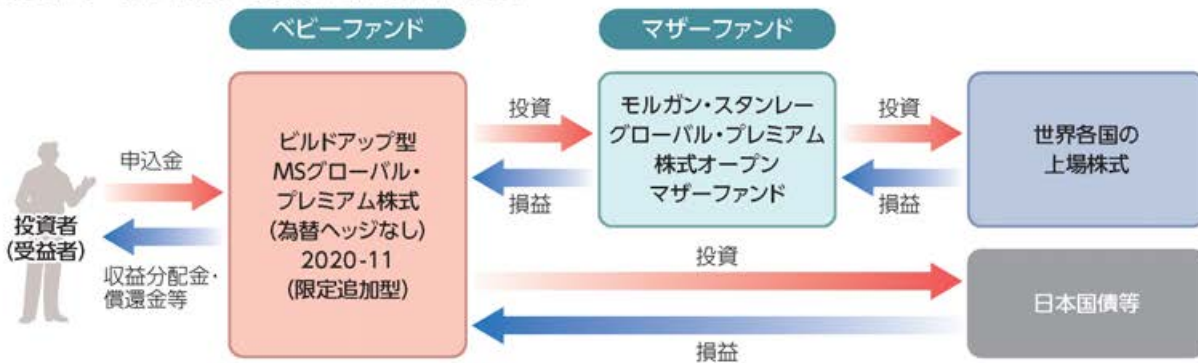 ベビーファンド
マザーファンド
投資者
(受益者)
申込金
収益分配金・
償還金等
ビルドアップ型
MSグローバル・
プレミアム株式
(為替ヘッジなし)
2020-11
(限定追加型)
投資
損益
モルガン・スタンレー
グローバル・プレミアム
株式オープン
マザーファンド
投資
損益
世界各国の
上場株式
投資
損益
日本国債等